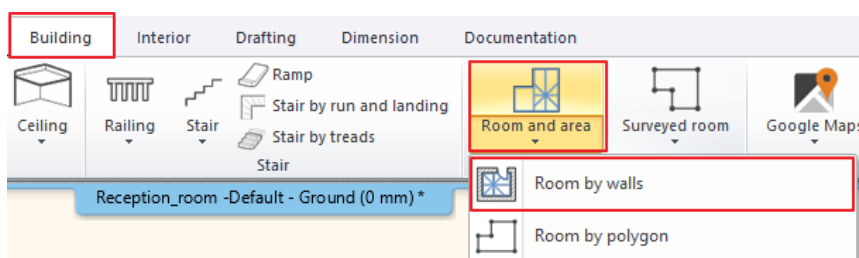 Building Interior Drafting Dimension Documentation
Ramp
Stair by run and landing
Stair by treads
Ceiling Railing Stair Room and area Surveyed room Google Maps
Stair
Reception_room -Default - Ground (0 mm) *
Room by walls
Room by polygon